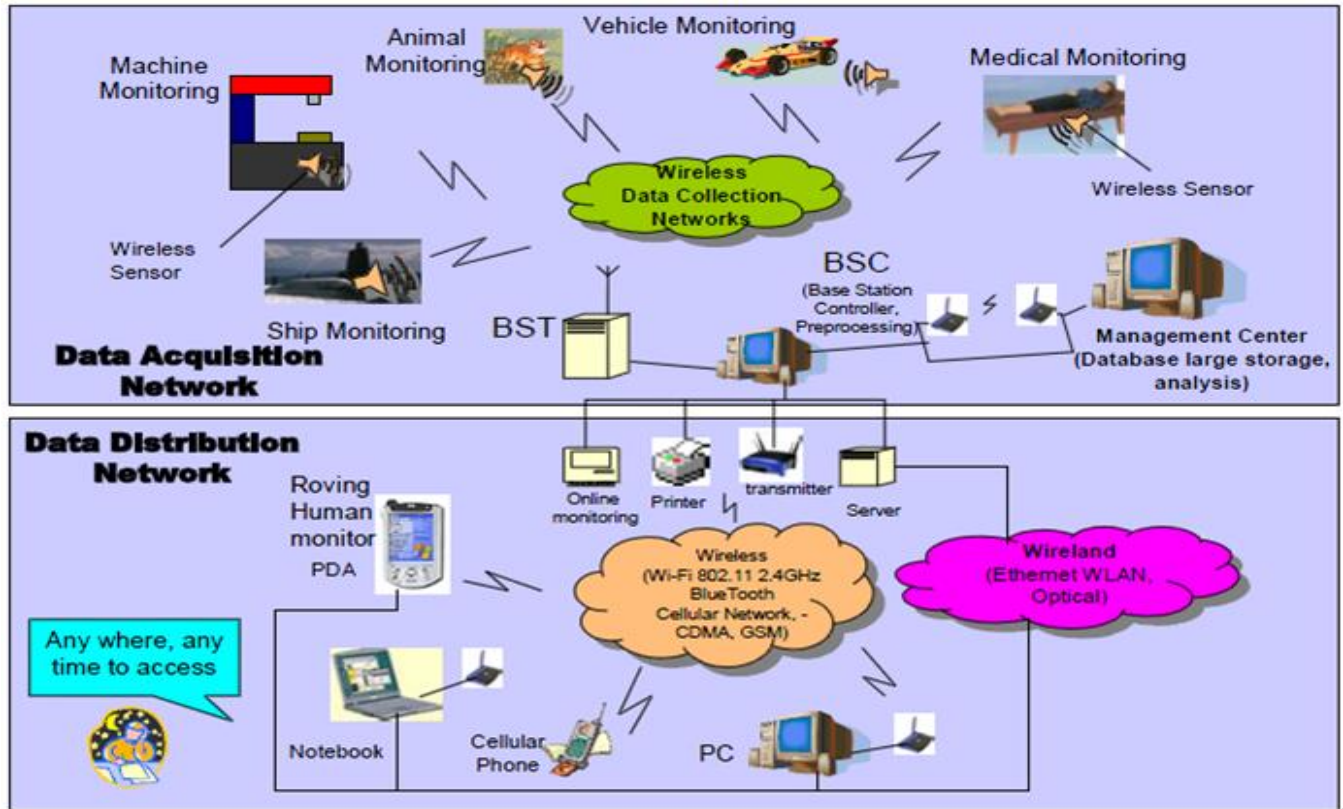 Machine
Monitoring
Animal
Monitoring
Vehicle Monitoring
Medical Monitoring
Wireless
Data Collection
Networks
Wireless Sensor
Wireless
Sensor
Ship Monitoring
BST
BSC
(Base Station
Controller,
Preprocessing)
Management Center
(Database large storage,
analysis)
Data Acquisition
Network
Data Distribution
Network
Roving
Human
monitor
PDA
Online
monitoring
Printer
transmitter
Server
Wireless
(Wi-Fi 802.11 2.4GHz
BlueTooth
Cellular Network, -
CDMA, GSM)
Wireland
(Ethernet WLAN,
Optical)
Any where, any
time to access
Notebook
Cellular
Phone
PC